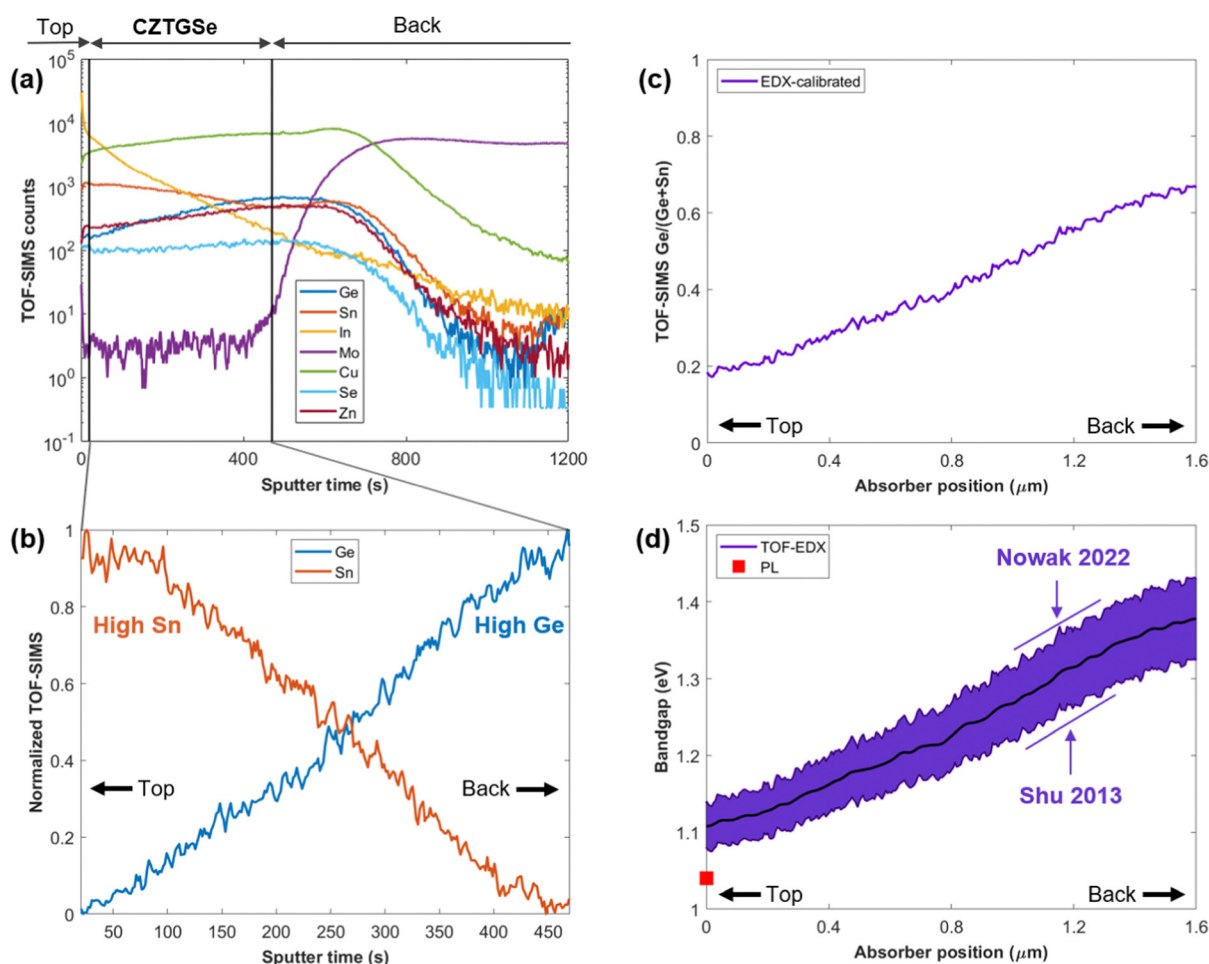 Top CZTGSe Back
(a)
10^5
10^4
10^3
10^2
10^1
10^0
10^-1
TOF-SIMS counts
Ge
Sn
In
Mo
Cu
Se
Zn
0 400 800 1200
Sputter time (s)
(c)
1
0.8
0.6
0.4
0.2
0
TOF-SIMS Ge/(Ge+Sn)
EDX-calibrated
Top Back
0 0.4 0.8 1.2 1.6
Absorber position (μm)
(b)
1
0.8
0.6
0.4
0.2
0
Normalized TOF-SIMS
Ge
Sn
High Sn High Ge
Top Back
50 100 150 200 250 300 350 400 450
Sputter time (s)
(d)
1.5
1.4
1.3
1.2
1.1
1
Bandgap (eV)
TOF-EDX
PL
Nowak 2022
Shu 2013
Top Back
0 0.4 0.8 1.2 1.6
Absorber position (μm)